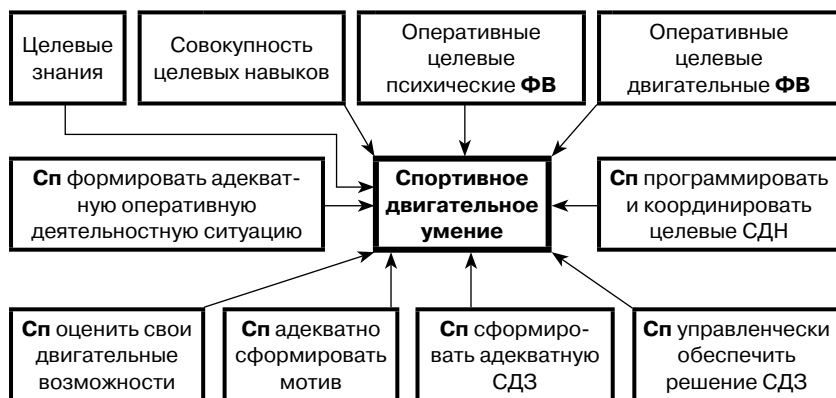 Целевые
знания
Совокупность
целевых навыков
Оперативные
целевые
психические ФВ
Оперативные
целевые
двигательные ФВ
Сп формировать адекват-
ную оперативную
деятельностную ситуацию
Спортивное
двигательное
умение
Сп программировать
и координировать
целевые СДН
Сп оценить свои
двигательные
возможности
Сп адекватно
сформировать
мотив
Сп сформиро-
вать адекватную
СДЗ
Сп управленчески
обеспечить
решение СДЗ